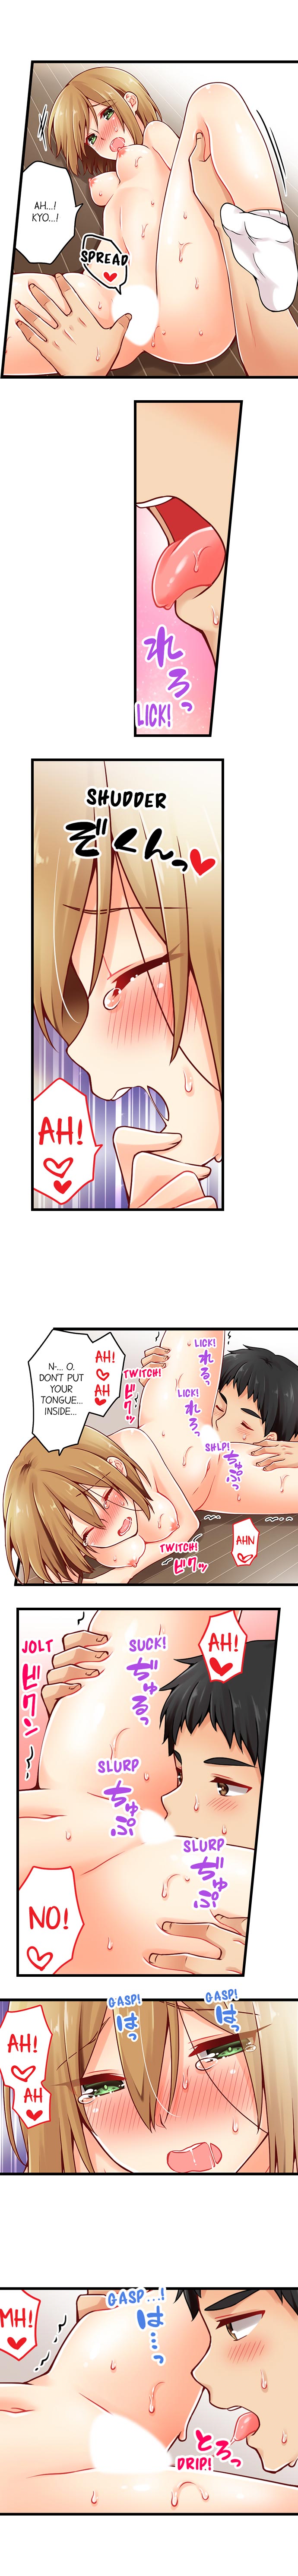 AH...!
KYO...!
SPREAD
れろっ
LICK!
SHUDDER
ぞくんっ
AH!
N-... O.
DON'T PUT
YOUR
TONGUE...
INSIDE...
AH!
AH
TWITCH!
ビクッ
LICK!
れる
LICK!
れろ
SHLP!
ちゅぷっ
TWITCH!
ビクッ
AHN
JOLT
ビクン
SUCK!
ぢゅるっ
AH!
SLURP
ちゅぷ
SLURP
ぢゅぷ
NO!
GASP!
はっ
GASP!
はっ
AH!
AH
MH!
GASP...!
は…っ
とろっ
DRIP!